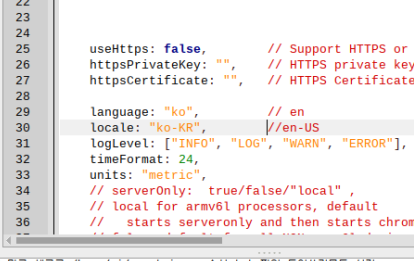 22
23
24
25 useHttps: false, // Support HTTPS or
26 httpsPrivateKey: "", // HTTPS private key
27 httpsCertificate: "", // HTTPS Certificate
28
29 language: "ko", // en
30 locale: "ko-KR", //en-US
31 logLevel: ["INFO", "LOG", "WARN", "ERROR"],
32 timeFormat: 24,
33 units: "metric",
34 // serverOnly: true/false/"local" ,
35 // local for armv6l processors, default
36 // starts serveronly and then starts chrom